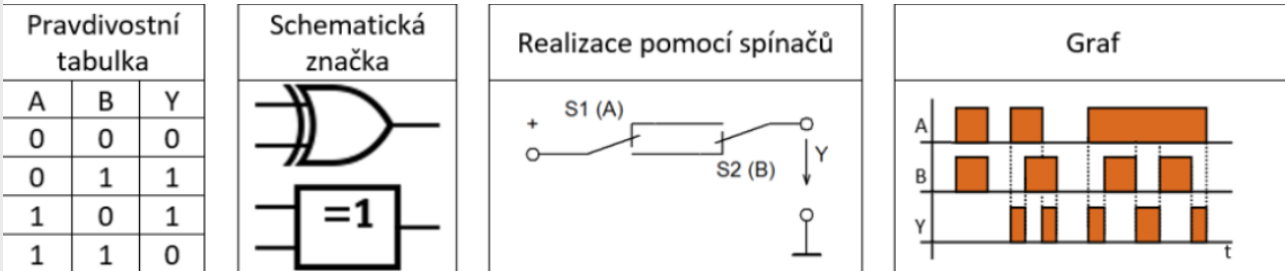 Pravdivostní
tabulka
A B Y
0 0 0
0 1 1
1 0 1
1 1 0
Schematická
značka
=1
Realizace pomocí spínačů
S1 (A)
+
S2 (B)
Y
Graf
A
B
Y
t